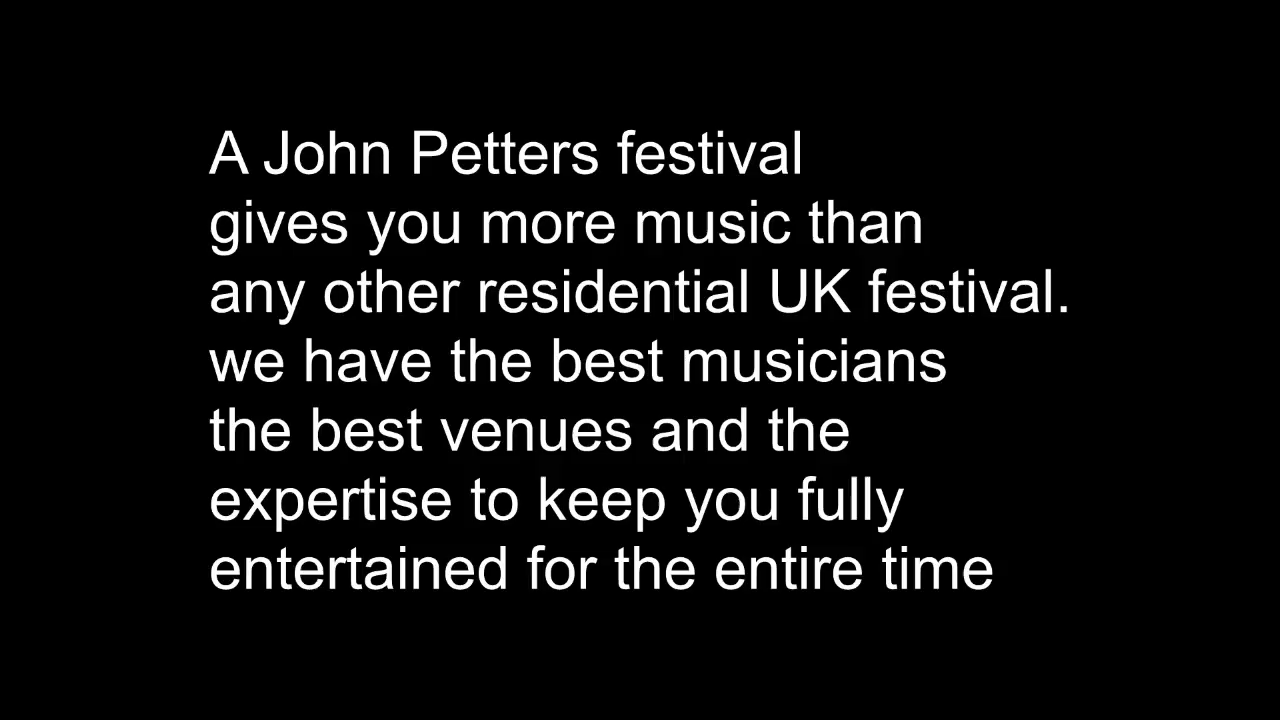 A John Petters festival
gives you more music than
any other residential UK festival.
we have the best musicians
the best venues and the
expertise to keep you fully
entertained for the entire time